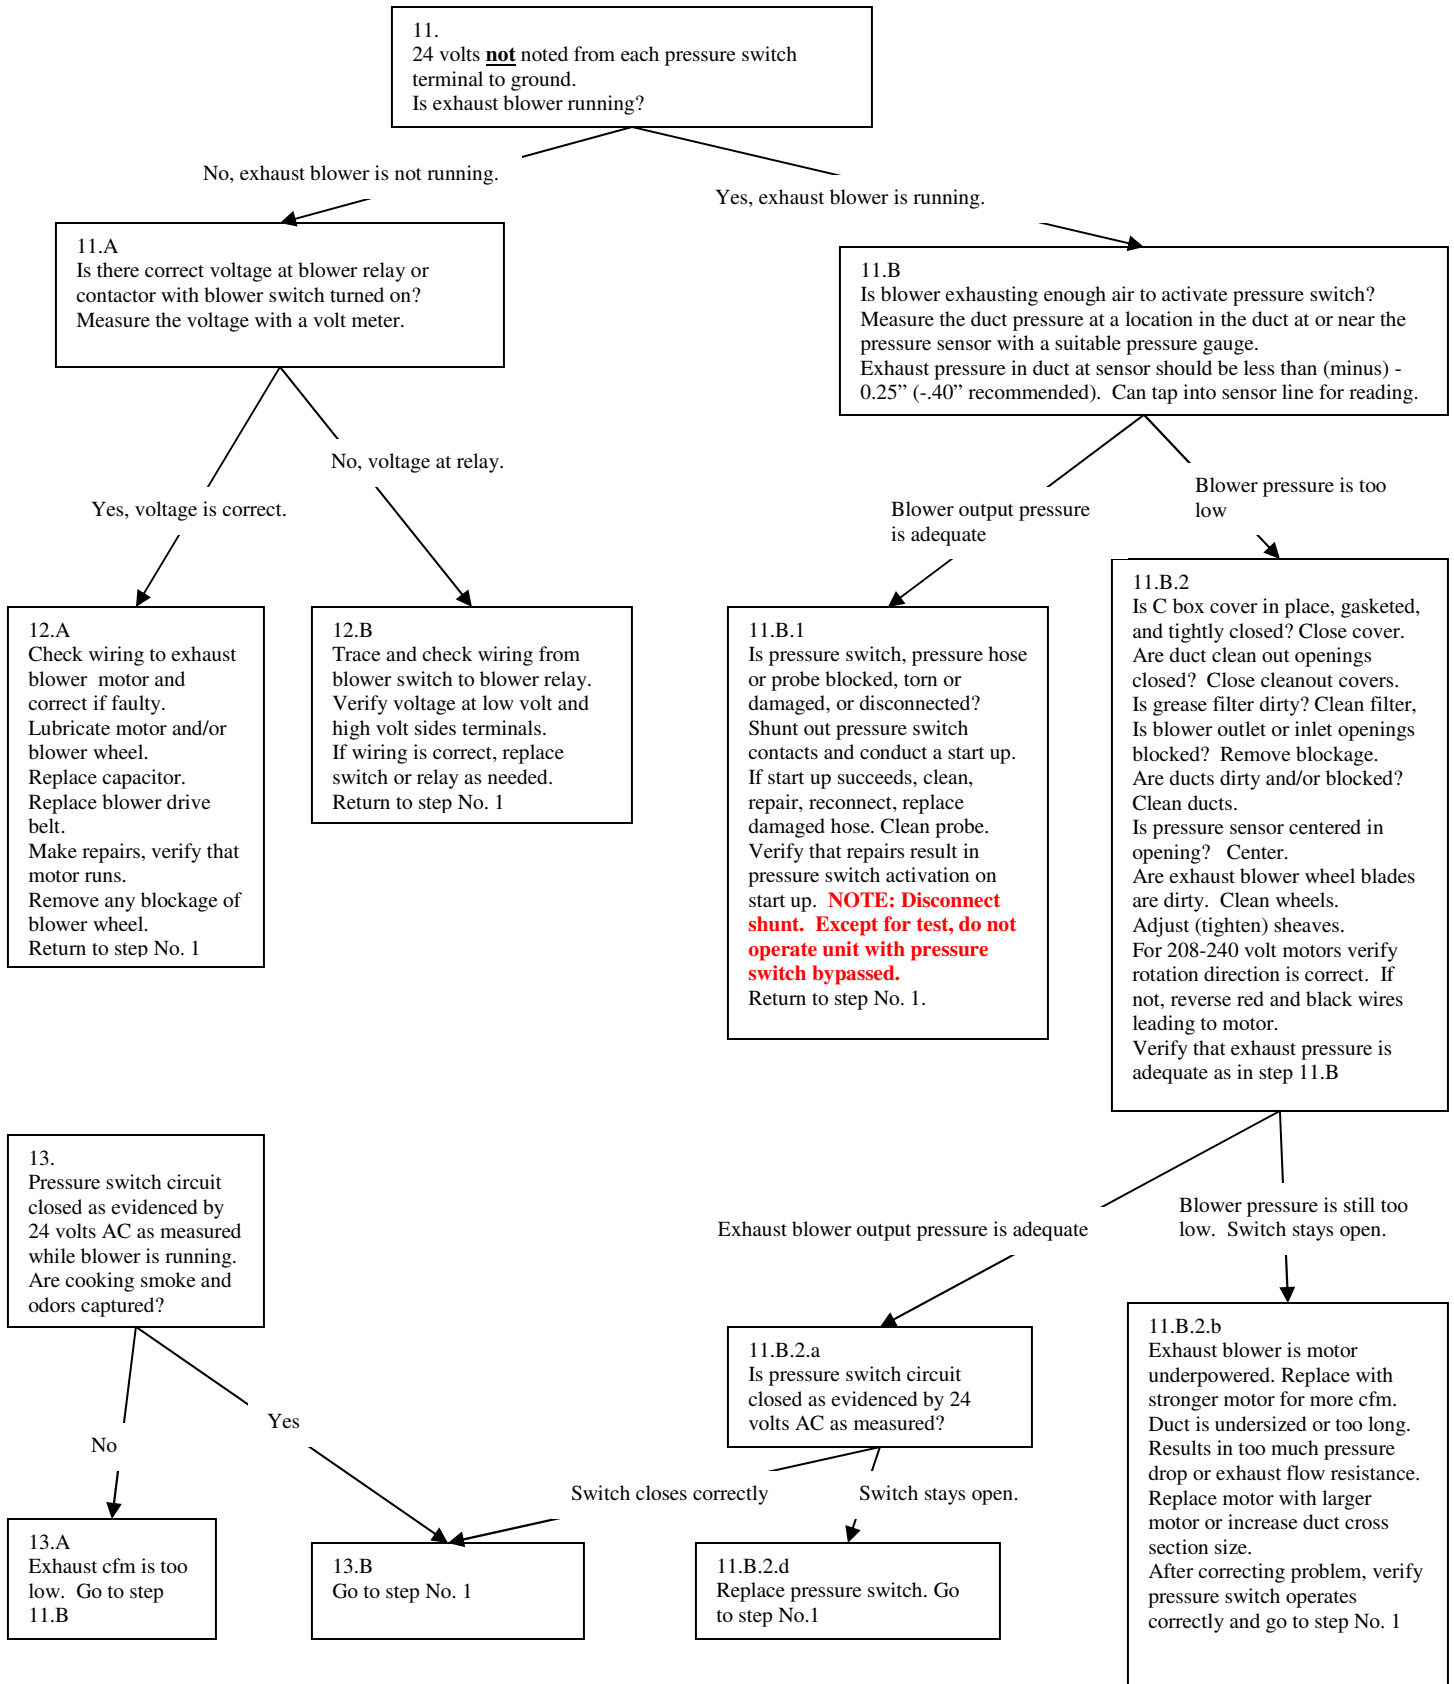 11.
24 volts not noted from each pressure switch
terminal to ground.
Is exhaust blower running?
No, exhaust blower is not running.
Yes, exhaust blower is running.
11.A
Is there correct voltage at blower relay or
contactor with blower switch turned on?
Measure the voltage with a volt meter.
11.B
Is blower exhausting enough air to activate pressure switch?
Measure the duct pressure at a location in the duct at or near the
pressure sensor with a suitable pressure gauge.
Exhaust pressure in duct at sensor should be less than (minus) -
0.25” (-.40” recommended).  Can tap into sensor line for reading.
No, voltage at relay.
Yes, voltage is correct.
Blower output pressure
is adequate
Blower pressure is too
low
12.A
Check wiring to exhaust
blower  motor and
correct if faulty.
Lubricate motor and/or
blower wheel.
Replace capacitor.
Replace blower drive
belt.
Make repairs, verify that
motor runs.
Remove any blockage of
blower wheel.
Return to step No. 1
12.B
Trace and check wiring from
blower switch to blower relay.
Verify voltage at low volt and
high volt sides terminals.
If wiring is correct, replace
switch or relay as needed.
Return to step No. 1
11.B.1
Is pressure switch, pressure hose
or probe blocked, torn or
damaged, or disconnected?
Shunt out pressure switch
contacts and conduct a start up.
If start up succeeds, clean,
repair, reconnect, replace
damaged hose. Clean probe.
Verify that repairs result in
pressure switch activation on
start up.  NOTE: Disconnect
shunt.  Except for test, do not
operate unit with pressure
switch bypassed.
Return to step No. 1.
11.B.2
Is C box cover in place, gasketed,
and tightly closed? Close cover.
Are duct clean out openings
closed?  Close cleanout covers.
Is grease filter dirty? Clean filter,
Is blower outlet or inlet openings
blocked?  Remove blockage.
Are ducts dirty and/or blocked?
Clean ducts.
Is pressure sensor centered in
opening?   Center.
Are exhaust blower wheel blades
are dirty.  Clean wheels.
Adjust (tighten) sheaves.
For 208-240 volt motors verify
rotation direction is correct.  If
not, reverse red and black wires
leading to motor.
Verify that exhaust pressure is
adequate as in step 11.B
13.
Pressure switch circuit
closed as evidenced by
24 volts AC as measured
while blower is running.
Are cooking smoke and
odors captured?
Exhaust blower output pressure is adequate
Blower pressure is still too
low.  Switch stays open.
11.B.2.a
Is pressure switch circuit
closed as evidenced by 24
volts AC as measured?
11.B.2.b
Exhaust blower is motor
underpowered. Replace with
stronger motor for more cfm.
Duct is undersized or too long.
Results in too much pressure
drop or exhaust flow resistance.
Replace motor with larger
motor or increase duct cross
section size.
After correcting problem, verify
pressure switch operates
correctly and go to step No. 1
No
Yes
Switch closes correctly
Switch stays open.
13.A
Exhaust cfm is too
low.  Go to step
11.B
13.B
Go to step No. 1
11.B.2.d
Replace pressure switch. Go
to step No.1